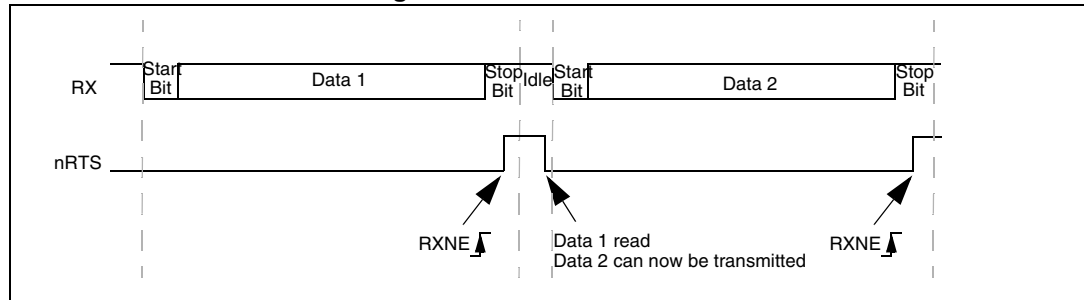 RX
Start Bit
Data 1
Stop Bit
Idle
Start Bit
Data 2
Stop Bit
nRTS
RXNE
Data 1 read
Data 2 can now be transmitted
RXNE